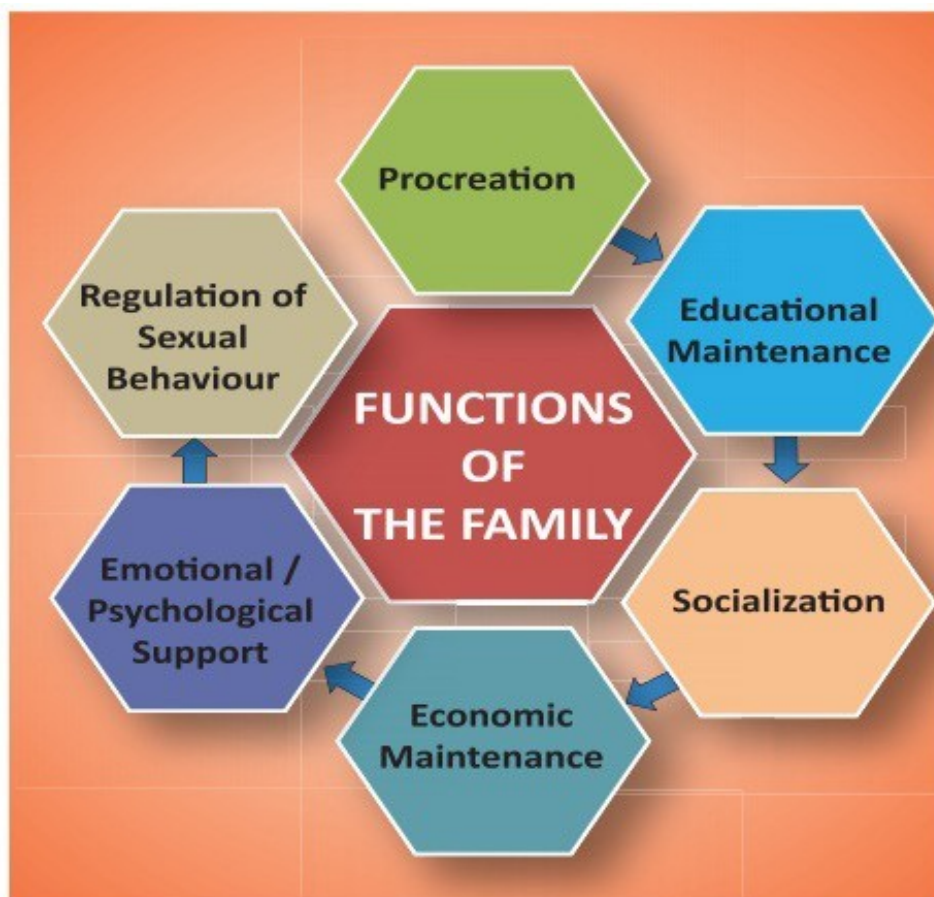 Procreation
Educational
Maintenance
Socialization
Economic
Maintenance
Emotional /
Psychological
Support
Regulation of
Sexual
Behaviour
FUNCTIONS
OF
THE FAMILY